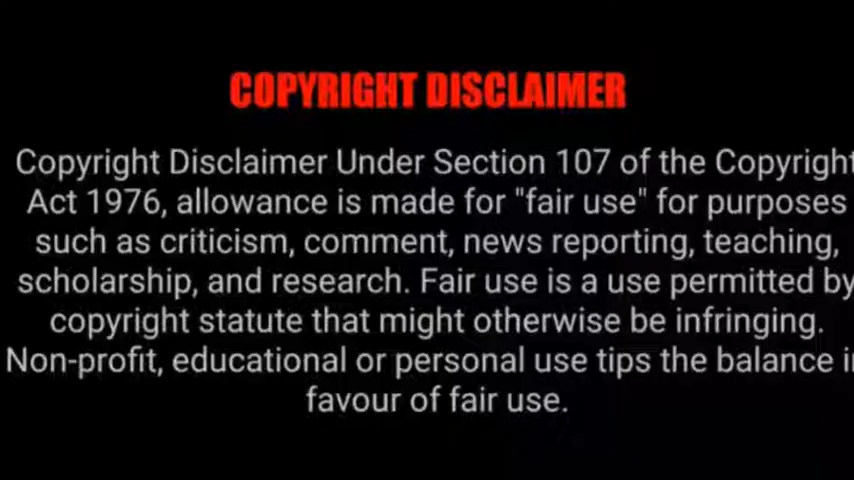 COPYRIGHT DISCLAIMER
Copyright Disclaimer Under Section 107 of the Copyright
Act 1976, allowance is made for "fair use" for purposes
such as criticism, comment, news reporting, teaching,
scholarship, and research. Fair use is a use permitted by
copyright statute that might otherwise be infringing.
Non-profit, educational or personal use tips the balance in
favour of fair use.